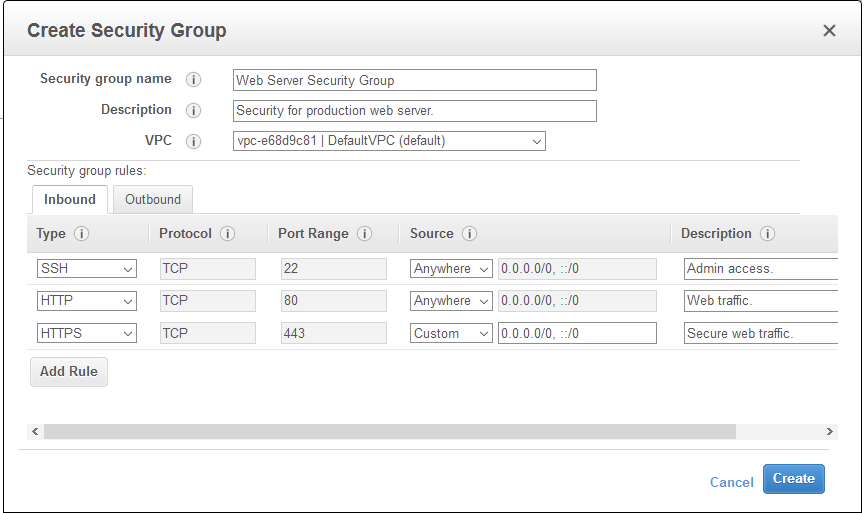 Create Security Group ✕
Security group name i Web Server Security Group
Description i Security for production web server.
VPC i vpc-e68d9c81 | DefaultVPC (default)
Security group rules:
Inbound Outbound
Type i Protocol i Port Range i Source i Description i
SSH TCP 22 Anywhere 0.0.0.0/0, ::/0 Admin access.
HTTP TCP 80 Anywhere 0.0.0.0/0, ::/0 Web traffic.
HTTPS TCP 443 Custom 0.0.0.0/0, ::/0 Secure web traffic.
Add Rule
Cancel Create